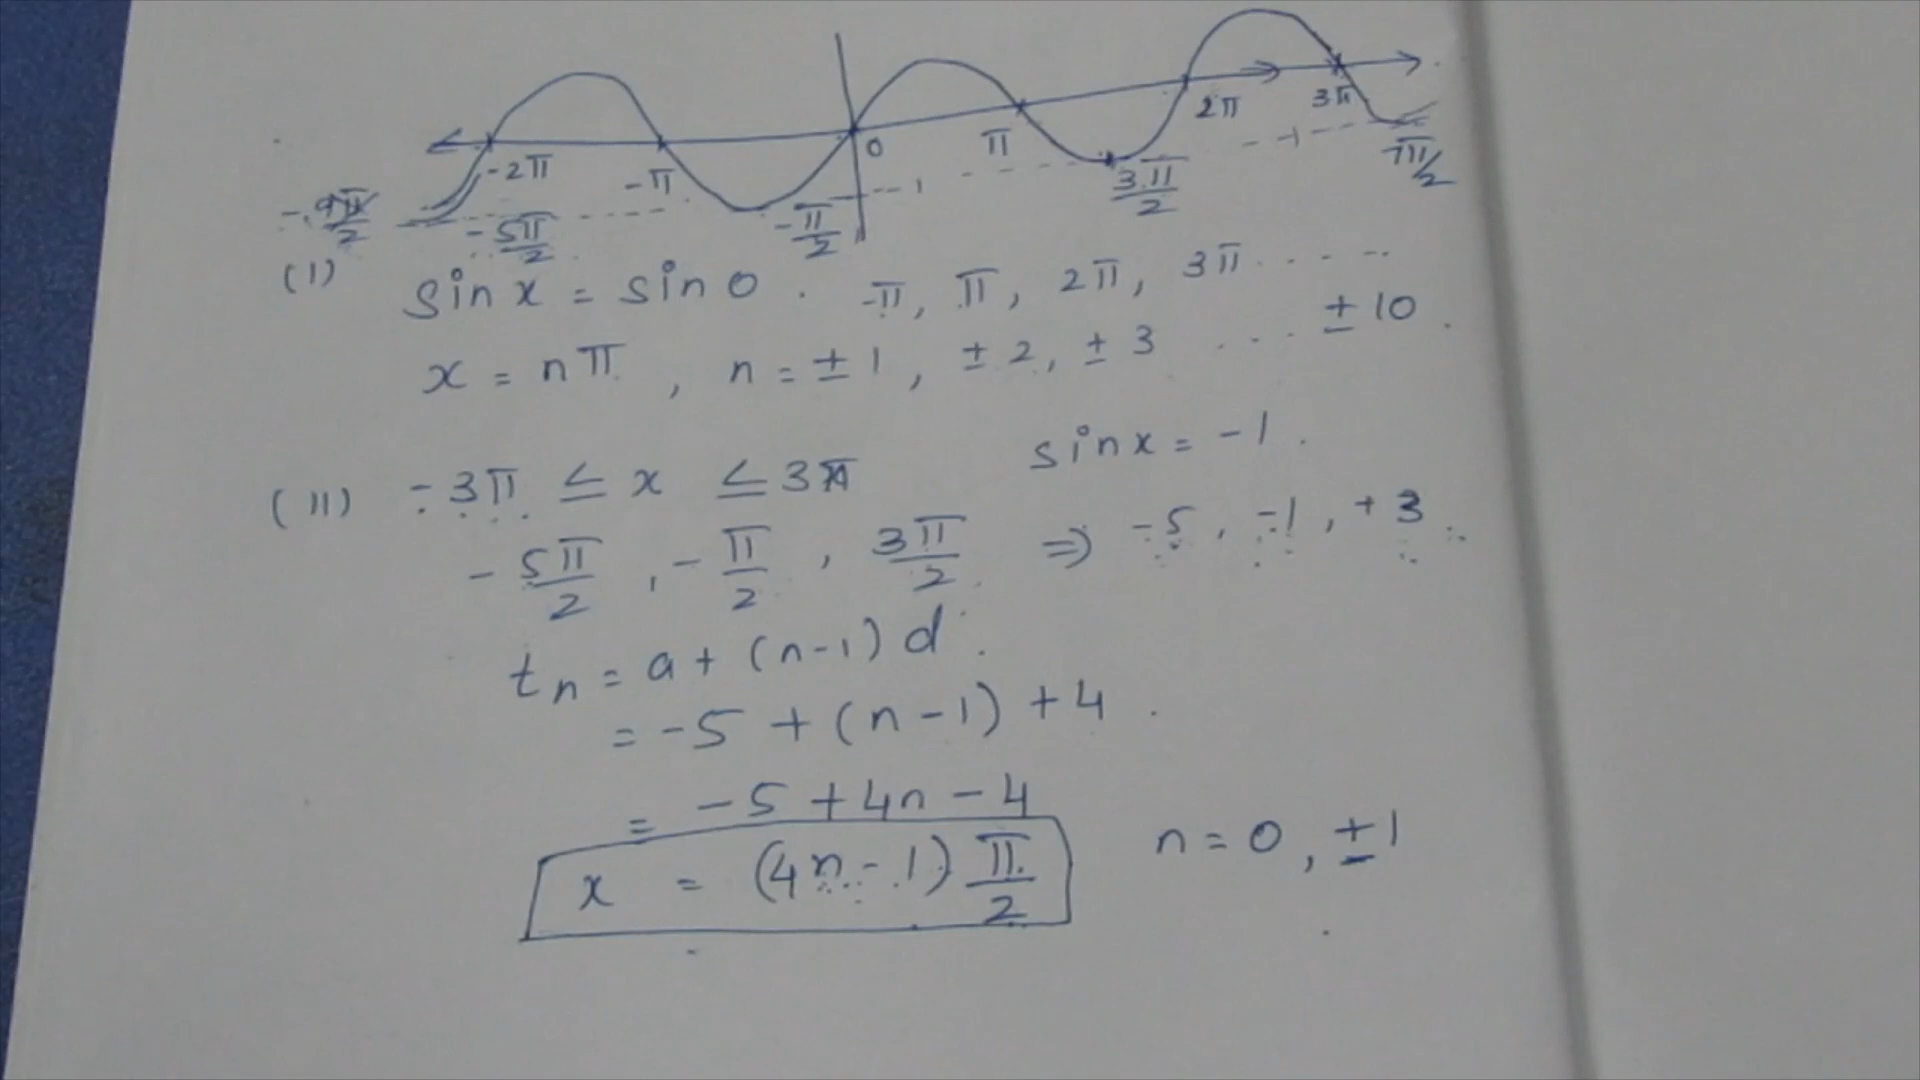 -2π -π 0 π 2π 3π
-5π/2 -π/2 3π/2 7π/2
(I) sin x = sin 0 . -π, π, 2π, 3π . . . . .
x = nπ , n = ± 1 , ± 2, ± 3 . . . ± 10 .
(II) -3π ≤ x ≤ 3π sin x = -1 .
-5π/2 , -π/2 , 3π/2 ⇒ -5 , -1 , +3
tn = a + (n-1) d .
= -5 + (n-1) +4 .
= -5 + 4n - 4
x = (4n-1) π/2 n = 0 , ±1